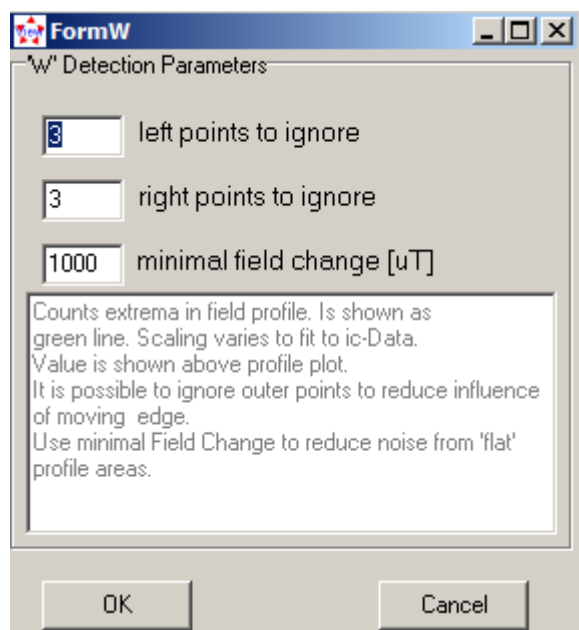 View FormW
'W' Detection Parameters
3 left points to ignore
3 right points to ignore
1000 minimal field change [uT]
Counts extrema in field profile. Is shown as
green line. Scaling varies to fit to ic-Data.
Value is shown above profile plot.
It is possible to ignore outer points to reduce influence
of moving edge.
Use minimal Field Change to reduce noise from 'flat'
profile areas.
OK Cancel